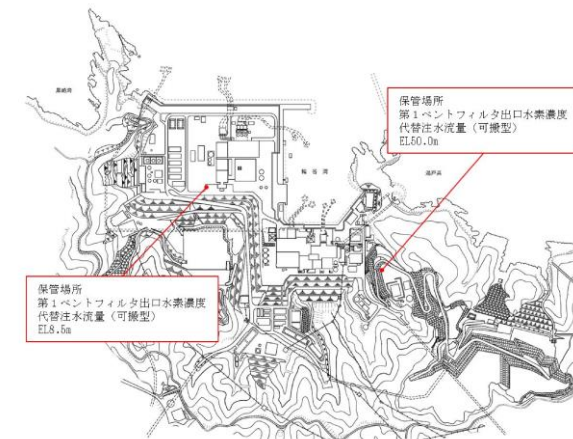 保管場所
第1ベントフィルタ出口水素濃度
代替注水流量（可搬型）
EL50.0m
輪谷湾
保管場所
第1ベントフィルタ出口水素濃度
代替注水流量（可搬型）
EL8.5m